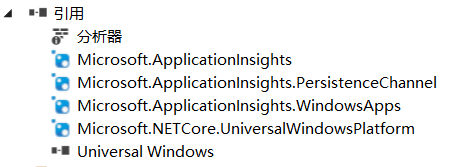 引用
分析器
Microsoft.ApplicationInsights
Microsoft.ApplicationInsights.PersistenceChannel
Microsoft.ApplicationInsights.WindowsApps
Microsoft.NETCore.UniversalWindowsPlatform
Universal Windows